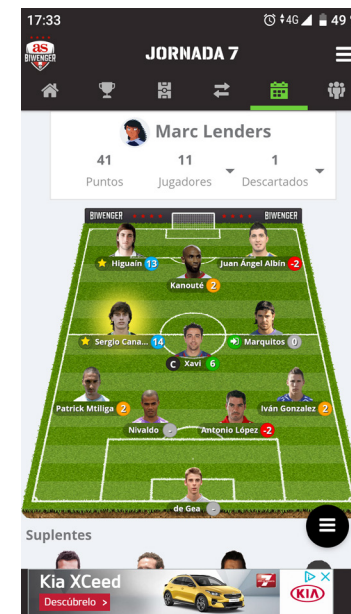 17:33
4G
49
as
BIWENGER
JORNADA 7
Marc Lenders
41
11
1
Puntos
Jugadores
Descartados
BIWENGER
BIWENGER
Higuaín 13
Juan Ángel Albín -2
Kanouté 2
Sergio Cana... 14
Marquitos 0
C Xavi 6
Patrick Mtiliga 2
Iván Gonzalez 2
Nivaldo -
Antonio López -2
de Gea -
Suplentes
Kia XCeed
Descúbrelo >
7
KIA